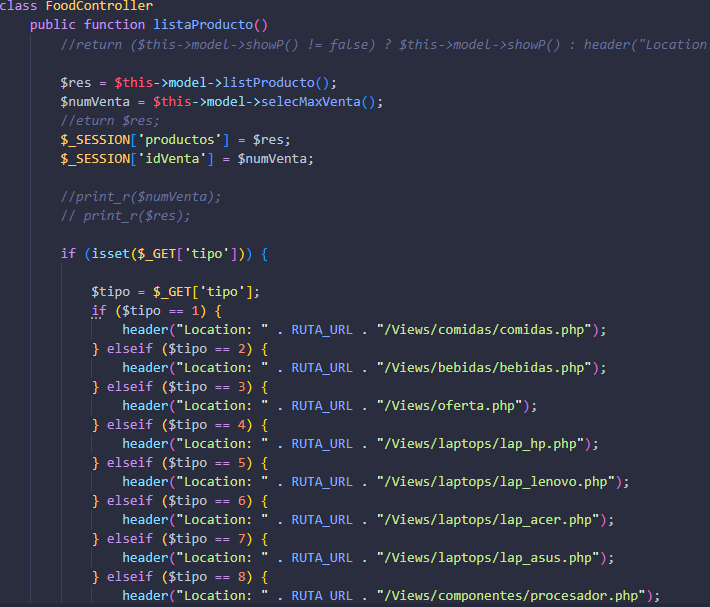 class FoodController
public function listaProducto()
//return ($this->model->showP() != false) ? $this->model->showP() : header("Location
$res = $this->model->listProducto();
$numVenta = $this->model->selecMaxVenta();
//eturn $res;
$_SESSION['productos'] = $res;
$_SESSION['idVenta'] = $numVenta;
//print_r($numVenta);
// print_r($res);
if (isset($_GET['tipo'])) {
$tipo = $_GET['tipo'];
if ($tipo == 1) {
header("Location: " . RUTA_URL . "/Views/comidas/comidas.php");
} elseif ($tipo == 2) {
header("Location: " . RUTA_URL . "/Views/bebidas/bebidas.php");
} elseif ($tipo == 3) {
header("Location: " . RUTA_URL . "/Views/oferta.php");
} elseif ($tipo == 4) {
header("Location: " . RUTA_URL . "/Views/laptops/lap_hp.php");
} elseif ($tipo == 5) {
header("Location: " . RUTA_URL . "/Views/laptops/lap_lenovo.php");
} elseif ($tipo == 6) {
header("Location: " . RUTA_URL . "/Views/laptops/lap_acer.php");
} elseif ($tipo == 7) {
header("Location: " . RUTA_URL . "/Views/laptops/lap_asus.php");
} elseif ($tipo == 8) {
header("Location: " . RUTA_URL . "/Views/componentes/procesador.php");